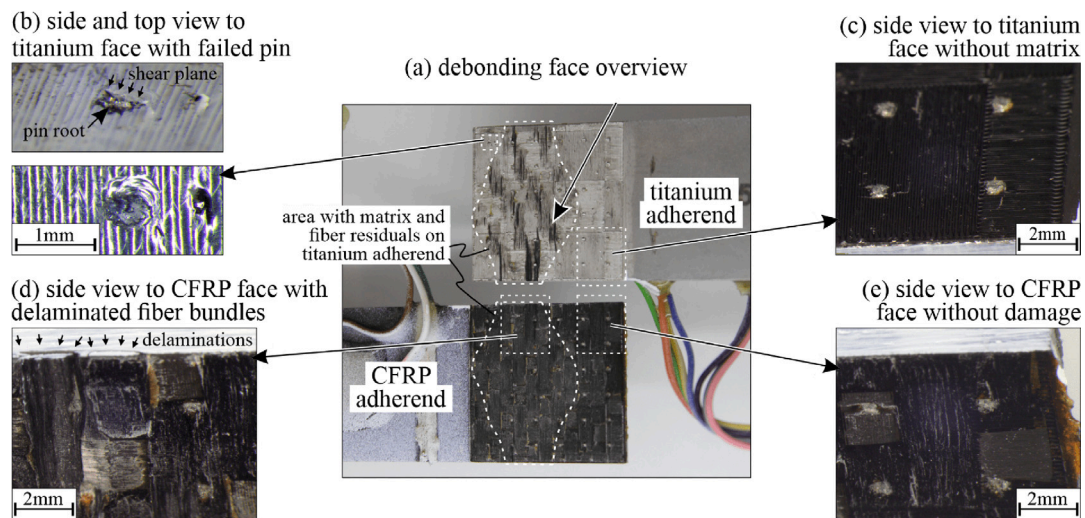 (b) side and top view to
titanium face with failed pin
shear plane
pin root
1mm
(a) debonding face overview
area with matrix and
fiber residuals on
titanium adherend
titanium
adherend
CFRP
adherend
(c) side view to titanium
face without matrix
2mm
(d) side view to CFRP face with
delaminated fiber bundles
delaminations
2mm
(e) side view to CFRP
face without damage
2mm